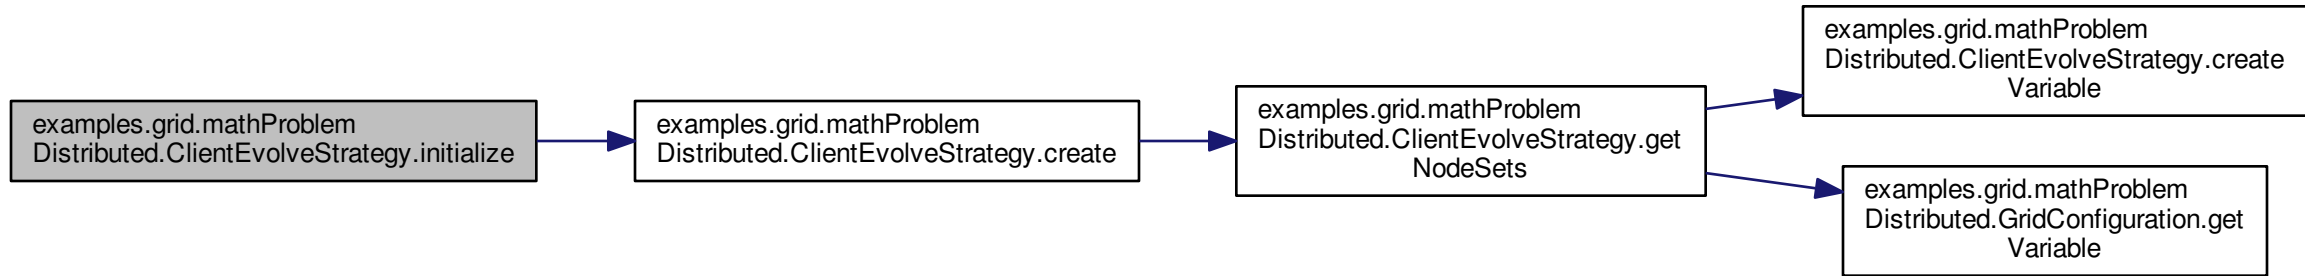 examples.grid.mathProblem
Distributed.ClientEvolveStrategy.initialize
examples.grid.mathProblem
Distributed.ClientEvolveStrategy.create
examples.grid.mathProblem
Distributed.ClientEvolveStrategy.get
NodeSets
examples.grid.mathProblem
Distributed.ClientEvolveStrategy.create
Variable
examples.grid.mathProblem
Distributed.GridConfiguration.get
Variable